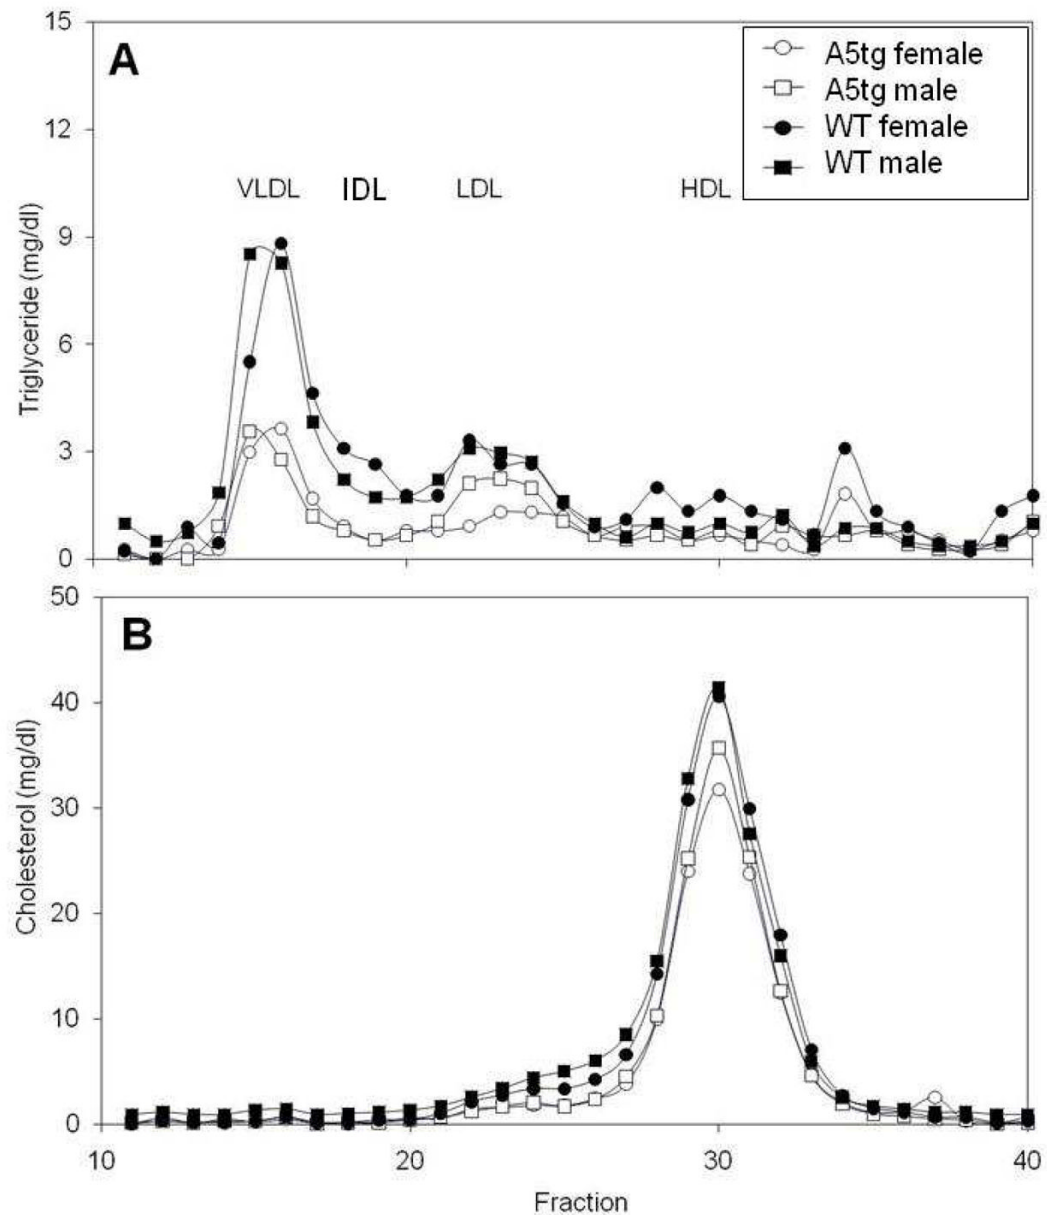 15
A
A5tg female
A5tg male
WT female
WT male
12
VLDL IDL LDL HDL
9
6
3
0
Triglyceride (mg/dl)
50
B
40
30
20
10
0
Cholesterol (mg/dl)
10 20 30 40
Fraction